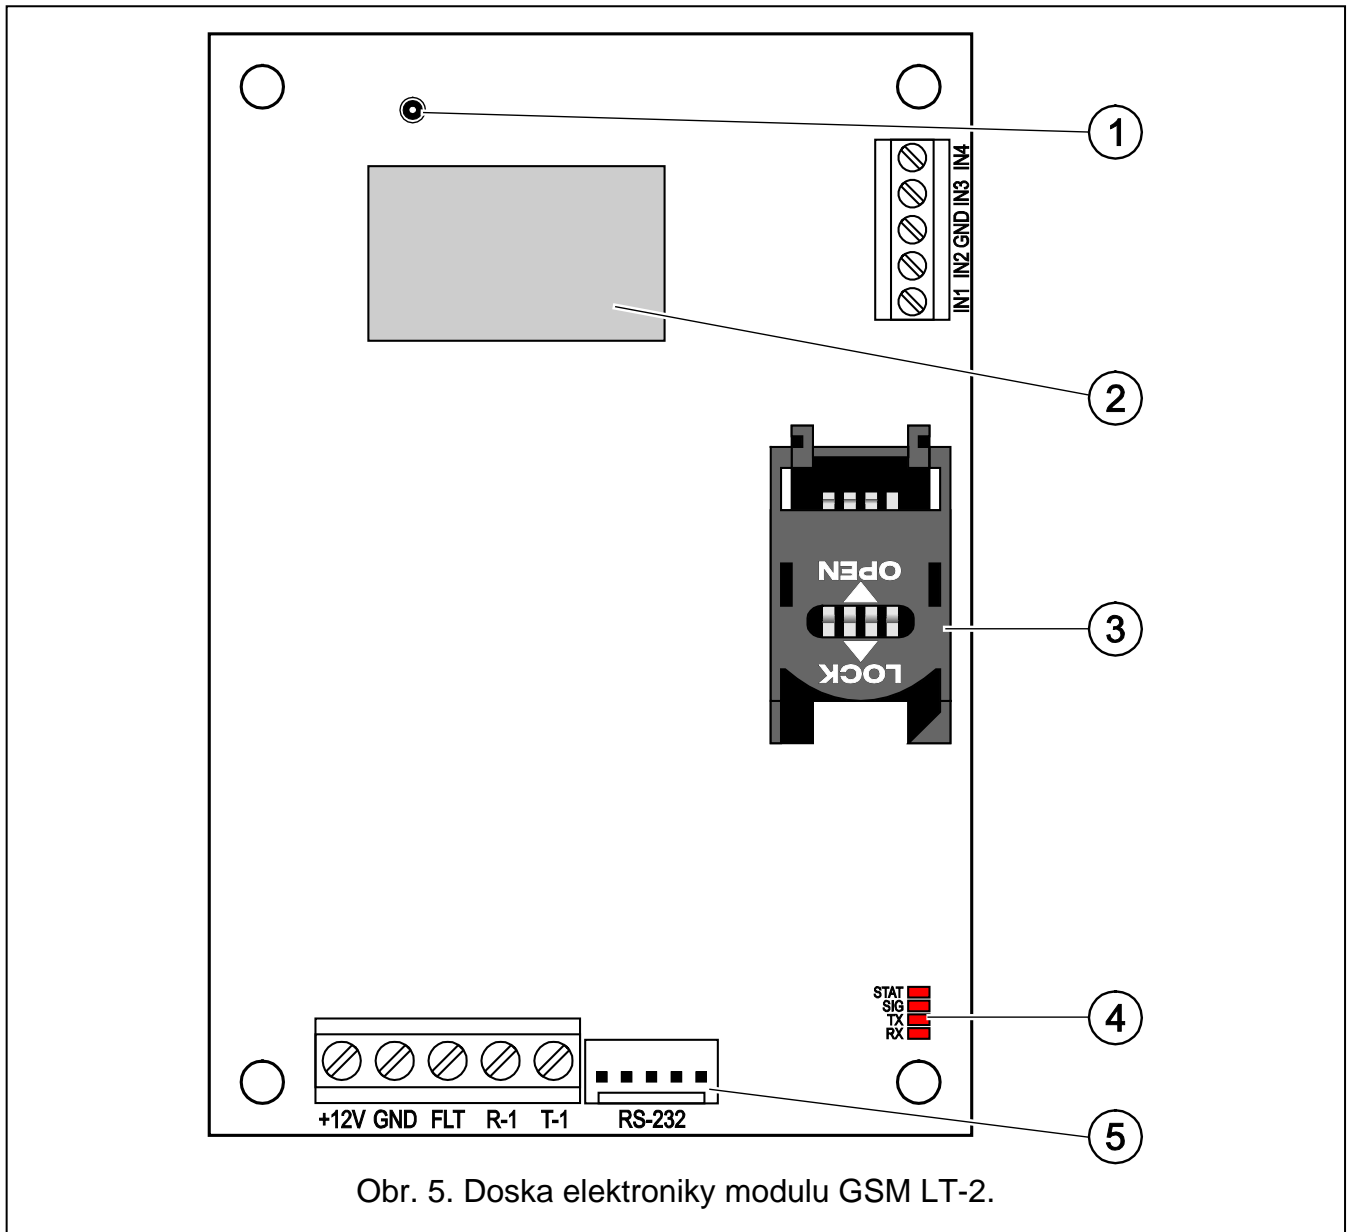 1
IN4
IN3
GND
IN2
IN1
2
OPEN
LOCK
3
STAT
SIG
TX
RX
4
+12V GND FLT R-1 T-1
RS-232
5
Obr. 5. Doska elektroniky modulu GSM LT-2.